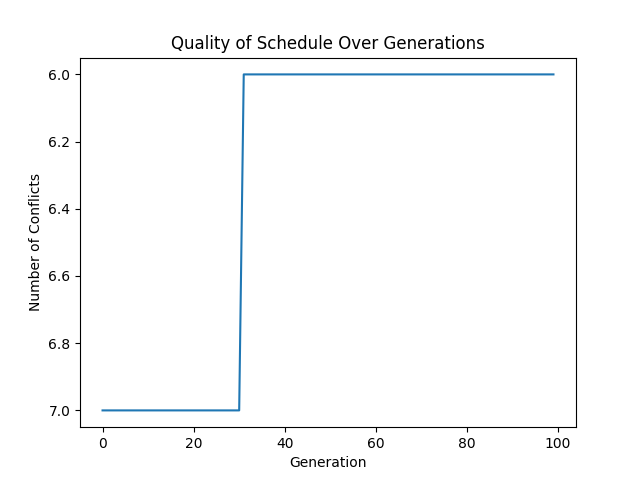 Quality of Schedule Over Generations
Number of Conflicts
6.0
6.2
6.4
6.6
6.8
7.0
0 20 40 60 80 100
Generation